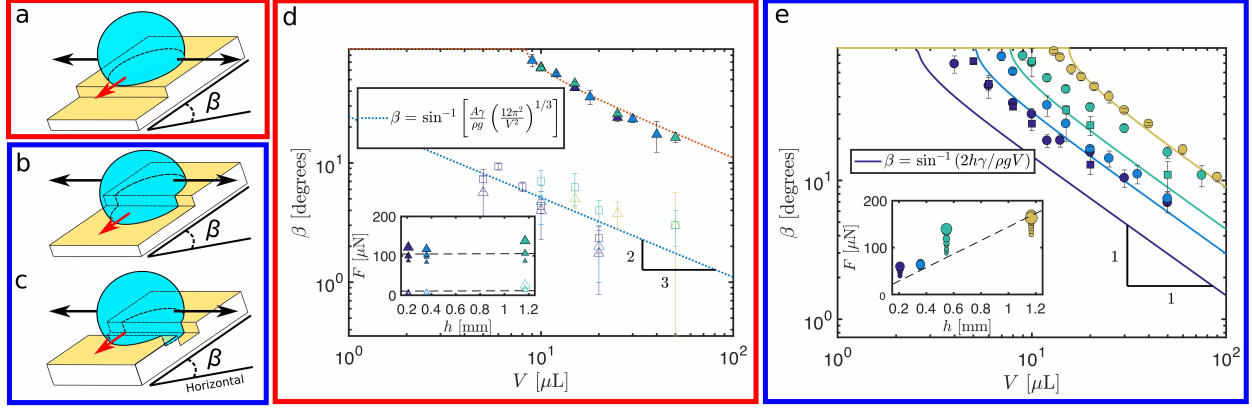 a
β
b
β
c
β
Horizontal
d
β = sin⁻¹ [Aγ/ρg (12π²/V²)^1/3]
β [degrees]
10¹
10⁰
2
3
F [μN]
200
100
0
0.2 0.4 0.6 0.8 1 1.2
h [mm]
10⁰ 10¹ 10²
V [μL]
e
β = sin⁻¹ (2hγ/ρgV)
β [degrees]
10¹
10⁰
1
1
F [μN]
200
100
0
0.2 0.4 0.6 0.8 1 1.2
h [mm]
10⁰ 10¹ 10²
V [μL]